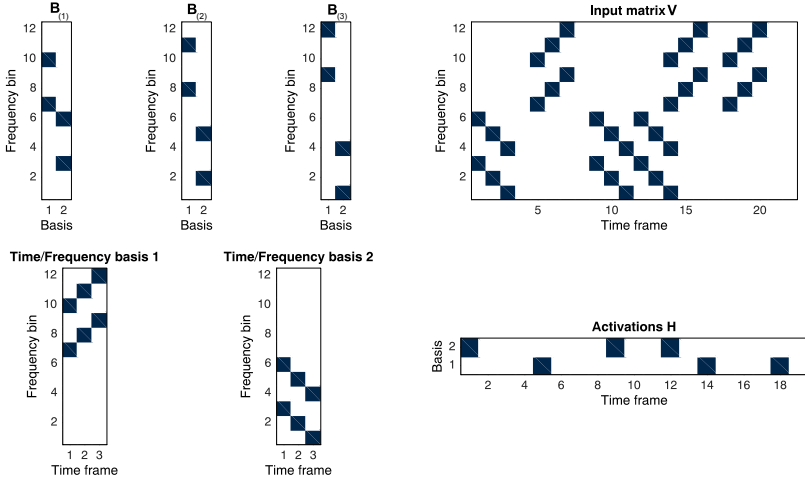 B(1)
12
10
8
6
4
2
Frequency bin
1 2
Basis
B(2)
12
10
8
6
4
2
Frequency bin
1 2
Basis
B(3)
12
10
8
6
4
2
Frequency bin
1 2
Basis
Input matrix V
12
10
8
6
4
2
Frequency bin
5 10 15 20
Time frame
Time/Frequency basis 1
12
10
8
6
4
2
Frequency bin
1 2 3
Time frame
Time/Frequency basis 2
12
10
8
6
4
2
Frequency bin
1 2 3
Time frame
Activations H
2
1
Basis
2 4 6 8 10 12 14 16 18
Time frame